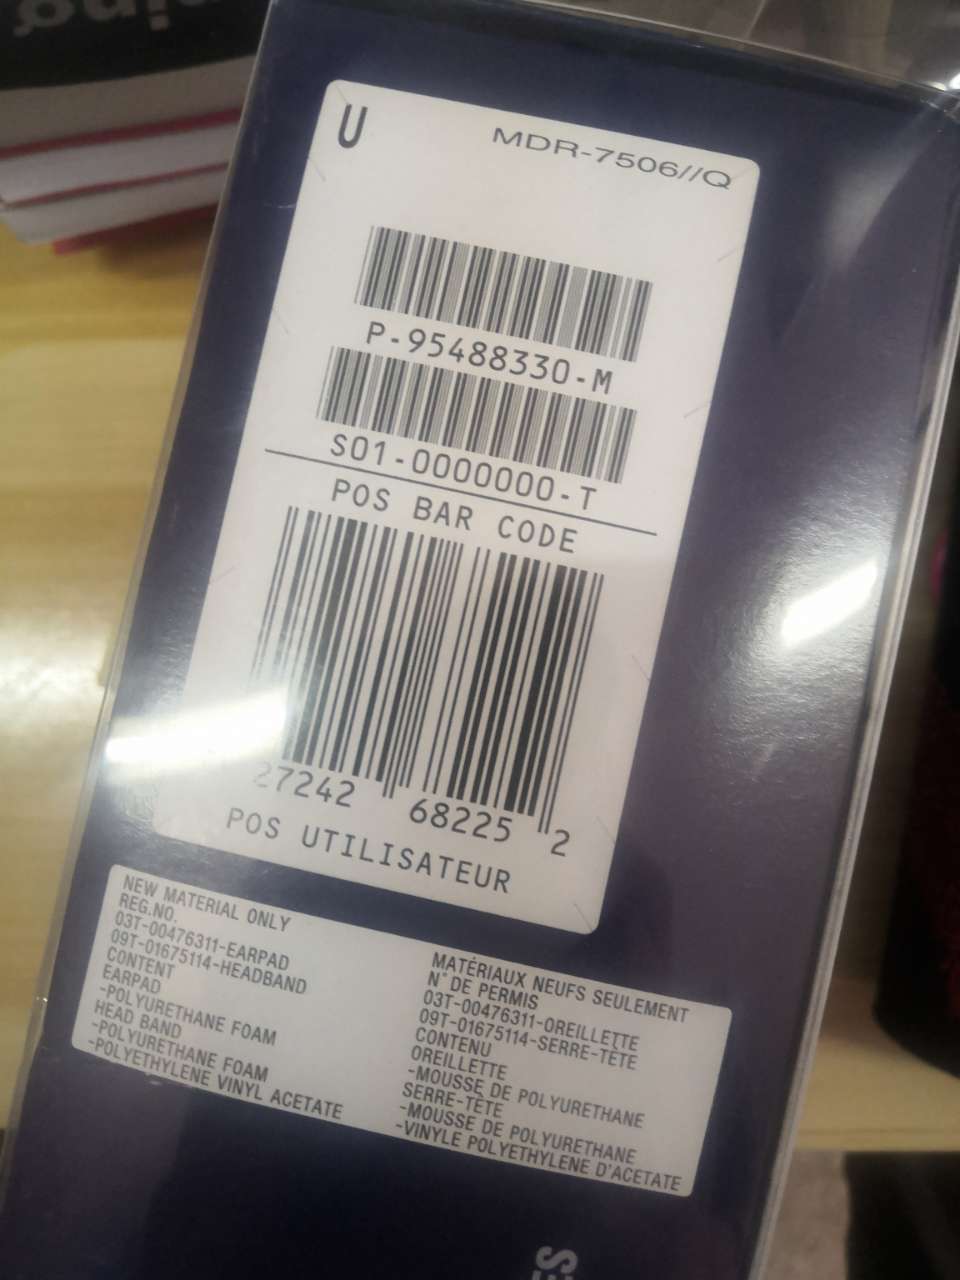 U
MDR-7506//Q
P-95488330-M
S01-0000000-T
POS BAR CODE
27242 68225 2
POS UTILISATEUR
NEW MATERIAL ONLY
REG.NO.
03T-00476311-EARPAD
09T-01675114-HEADBAND
CONTENT
EARPAD
-POLYURETHANE FOAM
HEAD BAND
-POLYURETHANE FOAM
-POLYETHYLENE VINYL ACETATE
MATÉRIAUX NEUFS SEULEMENT
N° DE PERMIS
03T-00476311-OREILLETTE
09T-01675114-SERRE-TÊTE
CONTENU
OREILLETTE
-MOUSSE DE POLYURETHANE
SERRE-TÊTE
-MOUSSE DE POLYURETHANE
-VINYLE POLYETHYLENE D'ACETATE